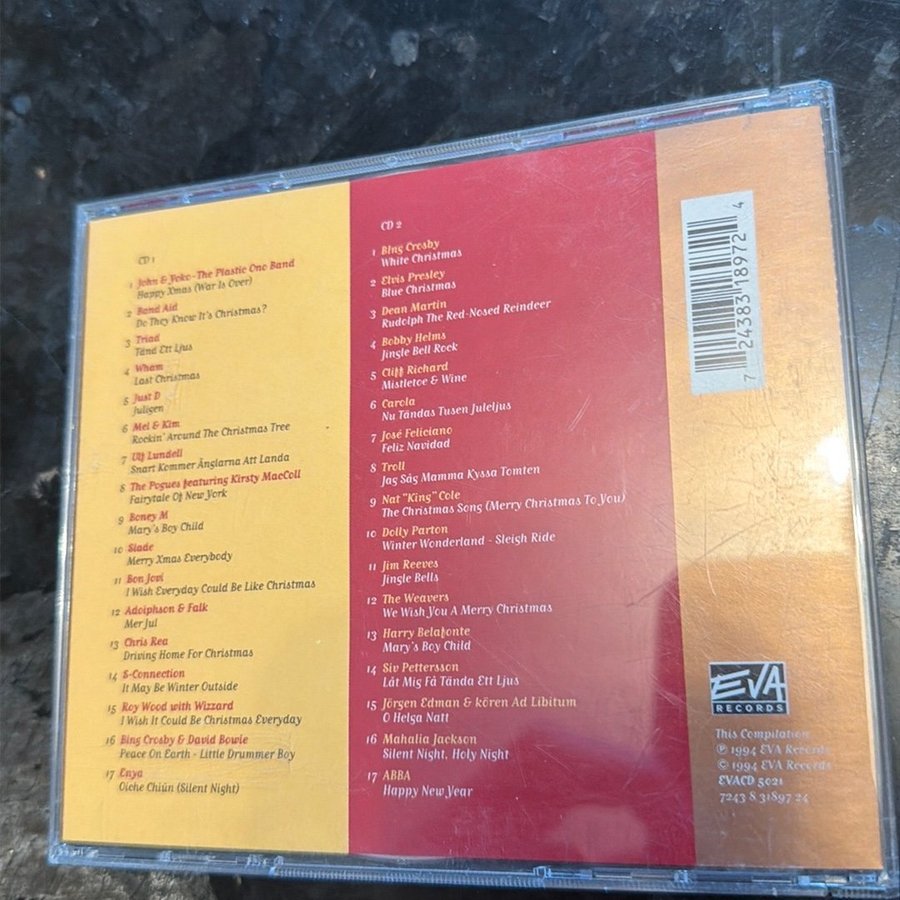 CD 1
1 John & Yoko - The Plastic Ono Band
Happy Xmas (War Is Over)
2 Band Aid
Do They Know It's Christmas?
3 Triad
Tänd Ett Ljus
4 Wham
Last Christmas
5 Just D
Juligen
6 Mel & Kim
Rockin' Around The Christmas Tree
7 Ulf Lundell
Snart Kommer Änglarna Att Landa
8 The Pogues featuring Kirsty MacColl
Fairytale Of New York
9 Boney M
Mary's Boy Child
10 Slade
Merry Xmas Everybody
11 Bon Jovi
I Wish Everyday Could Be Like Christmas
12 Adolphson & Falk
Mer Jul
13 Chris Rea
Driving Home For Christmas
14 S-Connection
It May Be Winter Outside
15 Roy Wood with Wizzard
I Wish It Could Be Christmas Everyday
16 Bing Crosby & David Bowie
Peace On Earth - Little Drummer Boy
17 Enya
Oíche Chiún (Silent Night)
CD 2
1 Bing Crosby
White Christmas
2 Elvis Presley
Blue Christmas
3 Dean Martin
Rudolph The Red-Nosed Reindeer
4 Bobby Helms
Jingle Bell Rock
5 Cliff Richard
Mistletoe & Wine
6 Carola
Nu Tändas Tusen Juleljus
7 José Feliciano
Feliz Navidad
8 Troll
Jag Såg Mamma Kyssa Tomten
9 Nat "King" Cole
The Christmas Song (Merry Christmas To You)
10 Dolly Parton
Winter Wonderland - Sleigh Ride
11 Jim Reeves
Jingle Bells
12 The Weavers
We Wish You A Merry Christmas
13 Harry Belafonte
Mary's Boy Child
14 Siv Pettersson
Låt Mig Få Tända Ett Ljus
15 Jörgen Edman & kören Ad Libitum
O Helga Natt
16 Mahalia Jackson
Silent Night, Holy Night
17 ABBA
Happy New Year
7 24383 18972 4
EVA
RECORDS
This Compilation
℗ 1994 EVA Records
© 1994 EVA Records
EVACD 5021
7243 8 31897 24